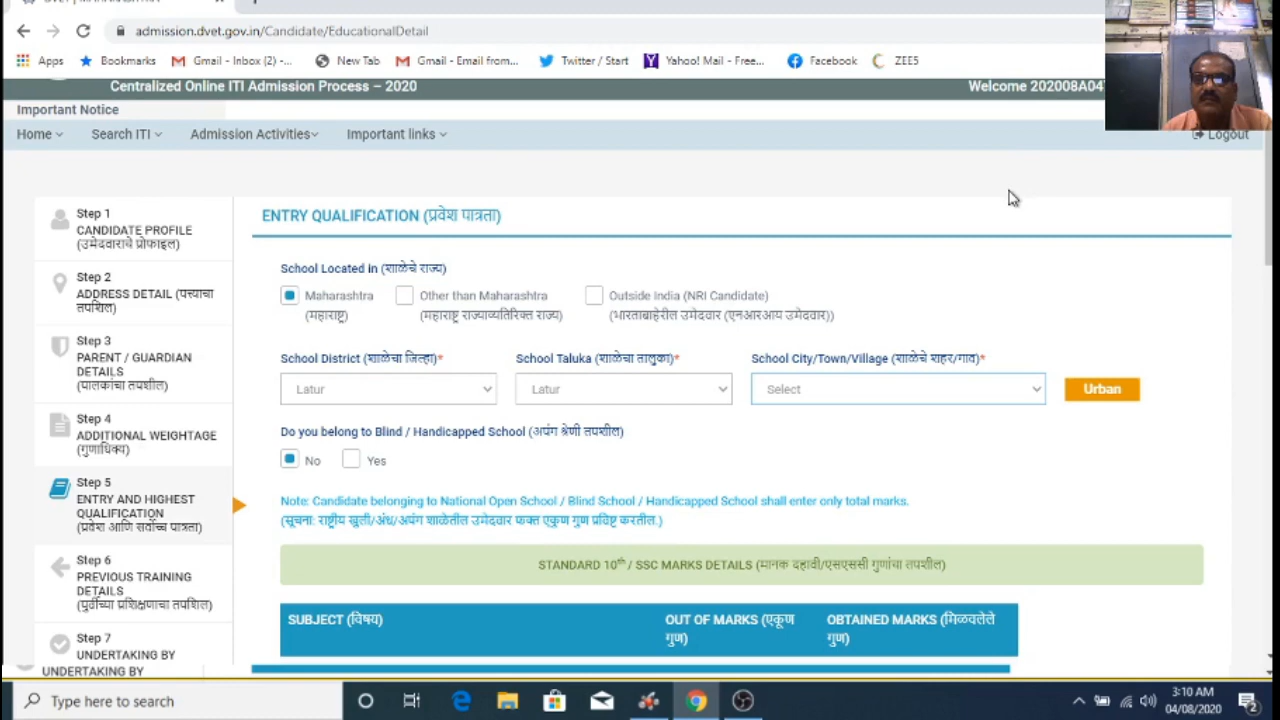 admission.dvet.gov.in/Candidate/EducationalDetail
Apps Bookmarks Gmail - Inbox (2) -... New Tab Gmail - Email from... Twitter / Start Yahoo! Mail - Free... Facebook ZEE5
Centralized Online ITI Admission Process – 2020 Welcome 202008A04
Important Notice
Home Search ITI Admission Activities Important links Logout
Step 1
CANDIDATE PROFILE
(उमेदवाराचे प्रोफाइल)
Step 2
ADDRESS DETAIL (पत्त्याचा
तपशिल)
Step 3
PARENT / GUARDIAN
DETAILS
(पालकांचा तपशील)
Step 4
ADDITIONAL WEIGHTAGE
(गुणाधिक्य)
Step 5
ENTRY AND HIGHEST
QUALIFICATION
(प्रवेश आणि सर्वोच्च पात्रता)
Step 6
PREVIOUS TRAINING
DETAILS
(पुर्वीच्या प्रशिक्षणाचा तपशिल)
Step 7
UNDERTAKING BY
UNDERTAKING BY
ENTRY QUALIFICATION (प्रवेश पात्रता)
School Located in (शाळेचे राज्य)
Maharashtra Other than Maharashtra Outside India (NRI Candidate)
(महाराष्ट्र) (महाराष्ट्र राज्याव्यतिरिक्त राज्य) (भारताबाहेरील उमेदवार (एनआरआय उमेदवार))
School District (शाळेचा जिल्हा)* School Taluka (शाळेचा तालुका)* School City/Town/Village (शाळेचे शहर/गाव)*
Latur Latur Select Urban
Do you belong to Blind / Handicapped School (अपंग श्रेणी तपशील)
No Yes
Note: Candidate belonging to National Open School / Blind School / Handicapped School shall enter only total marks.
(सूचना: राष्ट्रीय खुली/अंध/अपंग शाळेतील उमेदवार फक्त एकूण गुण प्रविष्ट करतील.)
STANDARD 10th / SSC MARKS DETAILS (मानक दहावी/एसएससी गुणांचा तपशील)
SUBJECT (विषय) OUT OF MARKS (एकूण OBTAINED MARKS (मिळवलेले
गुण) गुण)
Type here to search
3:10 AM
04/08/2020
2